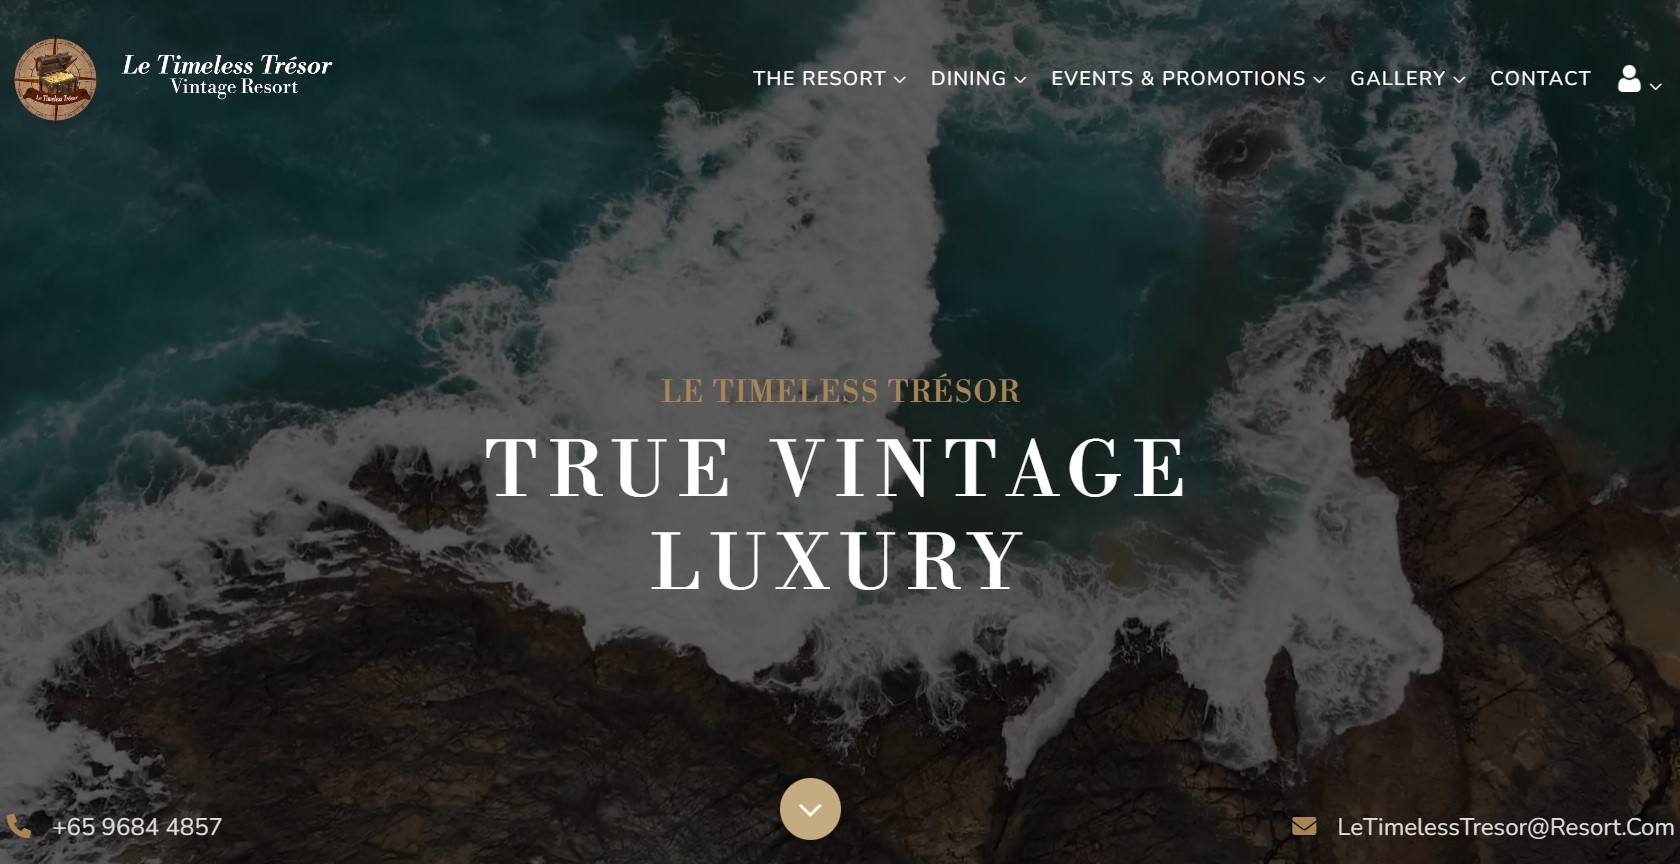 Le Timeless Trésor
Le Timeless Trésor
Vintage Resort
THE RESORT DINING EVENTS & PROMOTIONS GALLERY CONTACT
LE TIMELESS TRÉSOR
TRUE VINTAGE
LUXURY
+65 9684 4857
LeTimelessTresor@Resort.Com